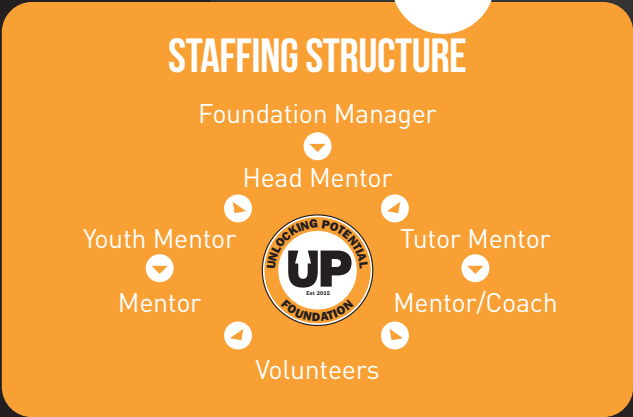 STAFFING STRUCTURE
Foundation Manager
Head Mentor
Youth Mentor
Tutor Mentor
UNLOCKING POTENTIAL
UP
Est 2015
FOUNDATION
Mentor
Mentor/Coach
Volunteers